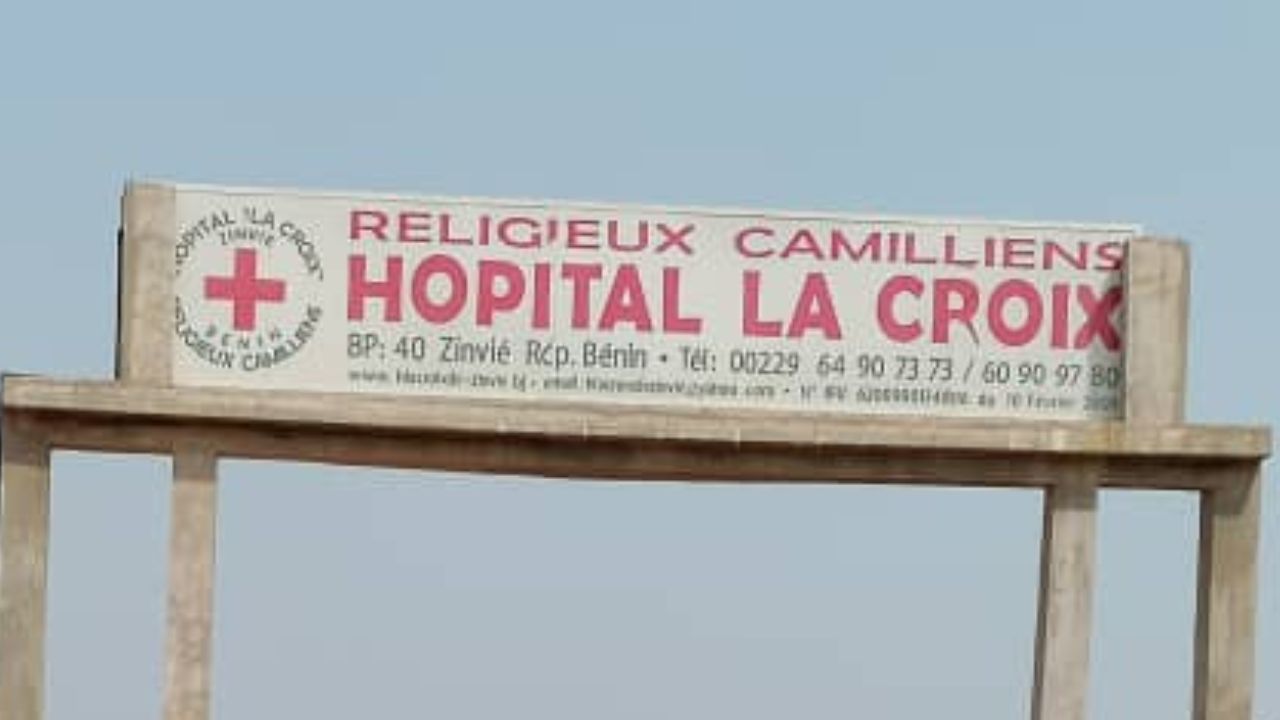 HOPITAL "LA CROIX"
ZINVIE
BENIN
RELIGIEUX CAMILLIENS
RELIGIEUX CAMILLIENS
HOPITAL LA CROIX
BP: 40 Zinvié Rép. Bénin • Tél: 00229 64 90 73 73 / 60 90 97 80